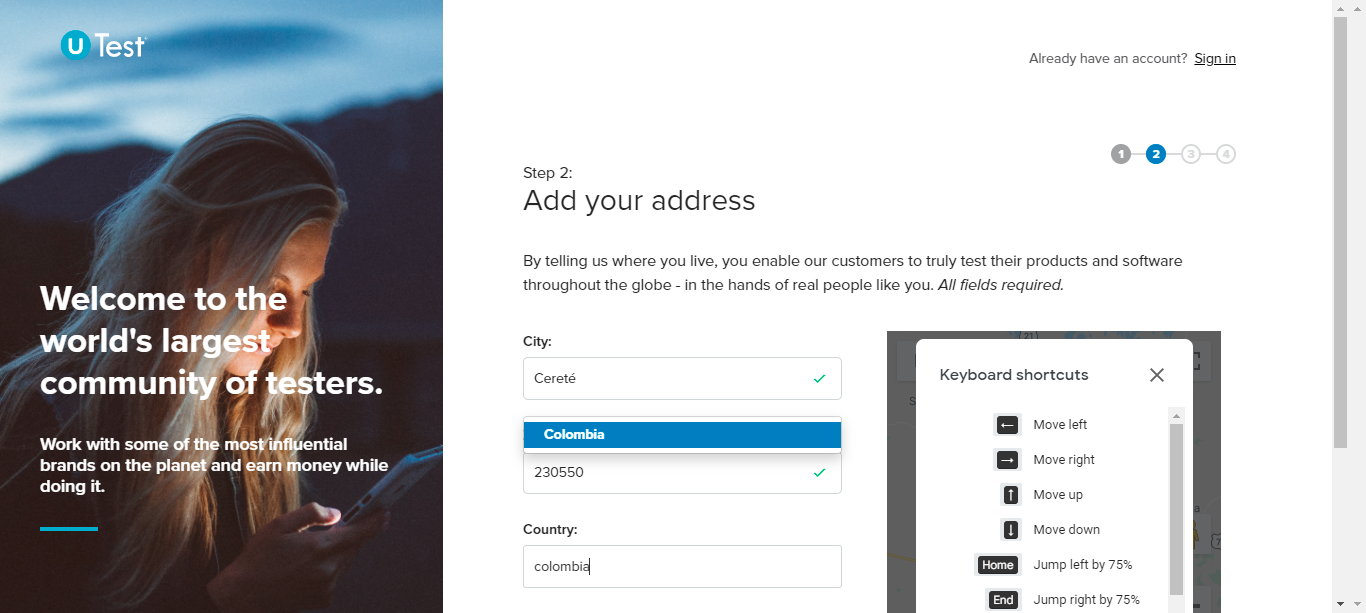 U Test
Already have an account? Sign in
1 2 3 4
Step 2:
Add your address
By telling us where you live, you enable our customers to truly test their products and software
throughout the globe - in the hands of real people like you. All fields required.
Welcome to the
world's largest
community of testers.
Work with some of the most influential
brands on the planet and earn money while
doing it.
City:
Cereté
Colombia
230550
Country:
colombia
21
Keyboard shortcuts
← Move left
→ Move right
↑ Move up
↓ Move down
Home Jump left by 75%
End Jump right by 75%